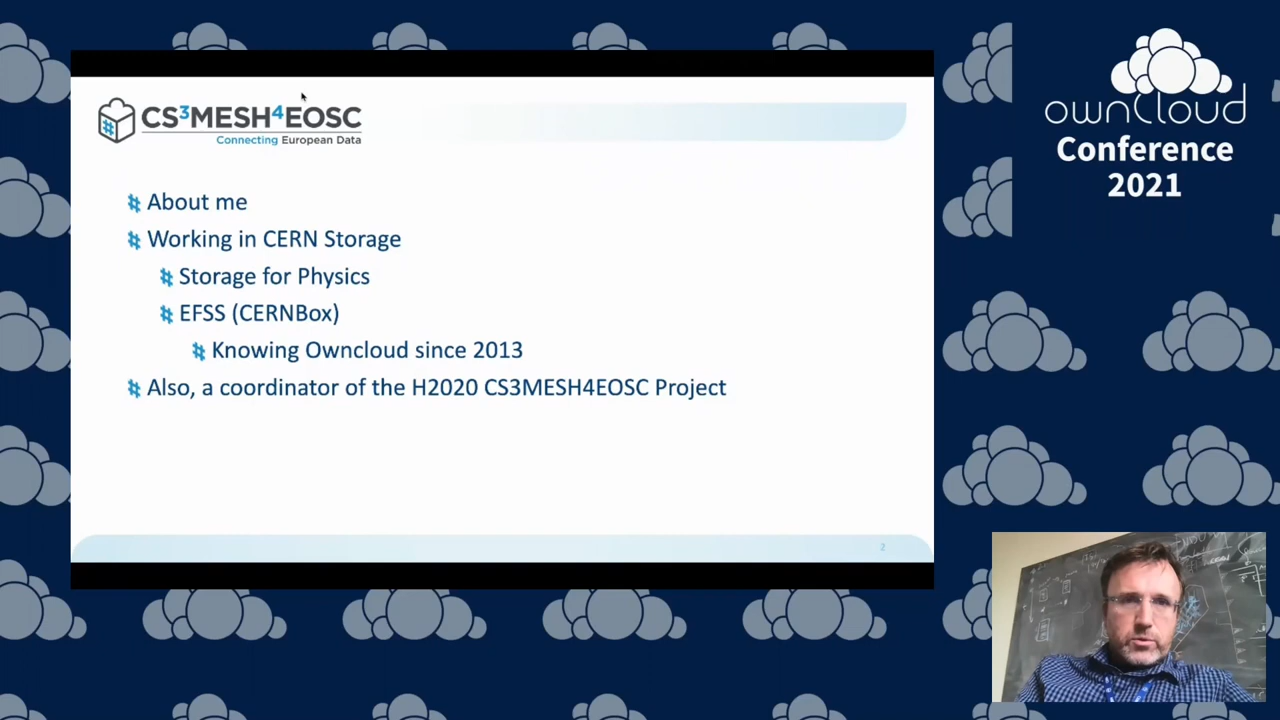 CS3MESH4EOSC
Connecting European Data
About me
Working in CERN Storage
Storage for Physics
EFSS (CERNBox)
Knowing Owncloud since 2013
Also, a coordinator of the H2020 CS3MESH4EOSC Project
2
ownCloud
Conference
2021